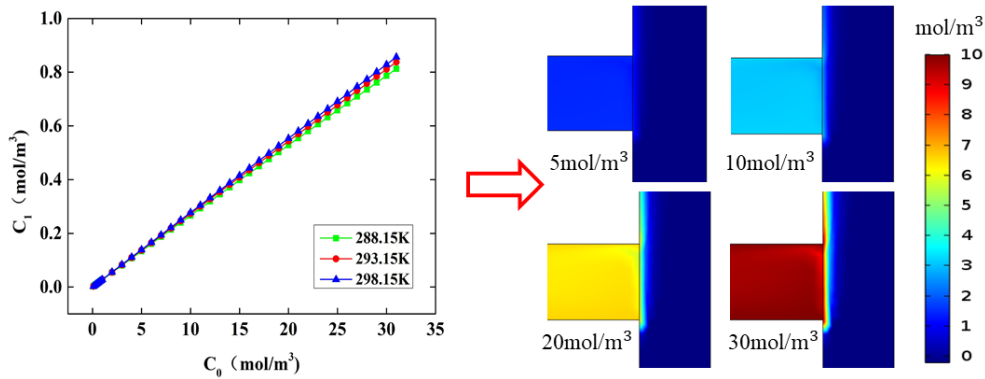 1.0
0.8
0.6
0.4
0.2
0.0
C₁（mol/m³）
0 5 10 15 20 25 30 35
C₀（mol/m³）
288.15K
293.15K
298.15K
5mol/m³
10mol/m³
20mol/m³
30mol/m³
mol/m³
10
9
8
7
6
5
4
3
2
1
0